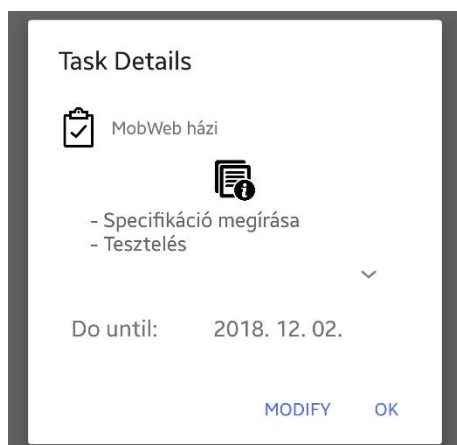 Task Details
MobWeb házi
- Specifikáció megírása
- Tesztelés
Do until: 2018. 12. 02.
MODIFY OK